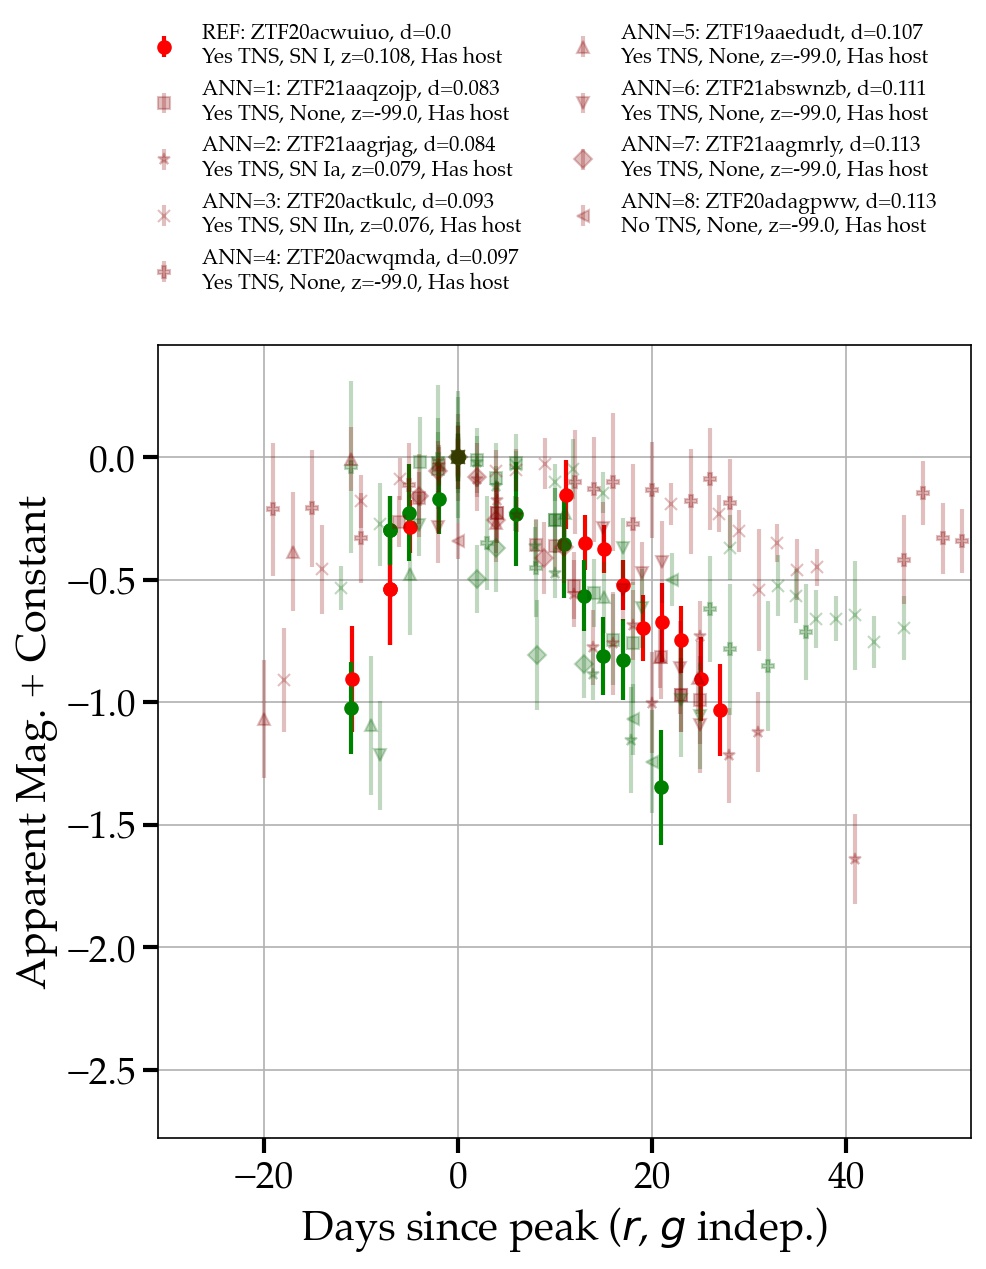 REF: ZTF20acwuiuo, d=0.0
Yes TNS, SN I, z=0.108, Has host
ANN=1: ZTF21aaqzojp, d=0.083
Yes TNS, None, z=-99.0, Has host
ANN=2: ZTF21aagrjag, d=0.084
Yes TNS, SN Ia, z=0.079, Has host
ANN=3: ZTF20actkulc, d=0.093
Yes TNS, SN IIn, z=0.076, Has host
ANN=4: ZTF20acwqmda, d=0.097
Yes TNS, None, z=-99.0, Has host
ANN=5: ZTF19aaedudt, d=0.107
Yes TNS, None, z=-99.0, Has host
ANN=6: ZTF21abswnzb, d=0.111
Yes TNS, None, z=-99.0, Has host
ANN=7: ZTF21aagmrly, d=0.113
Yes TNS, None, z=-99.0, Has host
ANN=8: ZTF20adagpww, d=0.113
No TNS, None, z=-99.0, Has host
Apparent Mag. + Constant
0.0
−0.5
−1.0
−1.5
−2.0
−2.5
−20 0 20 40
Days since peak (r, g indep.)